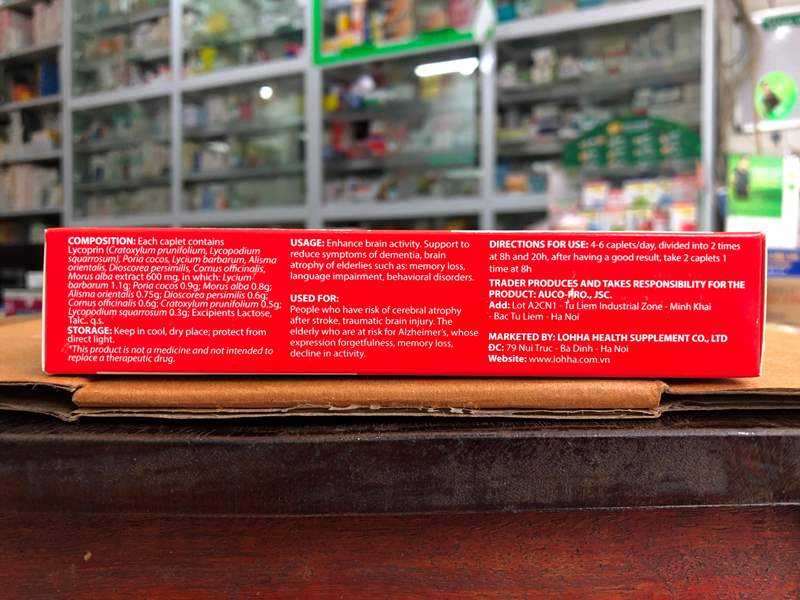 COMPOSITION: Each caplet contains
Lycoprin (Cratoxylum prunifolium, Lycopodium
squarrosum), Poria cocos, Lycium barbarum, Alisma
orientalis, Dioscorea persimilis, Cornus officinalis,
Morus alba extract 600 mg, in which: Lycium
barbarum 1.1g; Poria cocos 0.9g; Morus alba 0.8g;
Alisma orientalis 0.75g; Dioscorea persimilis 0.6g;
Cornus officinalis 0.6g; Cratoxylum prunifolium 0.5g;
Lycopodium squarrosum 0.3g; Excipients Lactose,
Talc.. q.s.
STORAGE: Keep in cool, dry place; protect from
direct light.
*This product is not a medicine and not intended to
replace a therapeutic drug.
USAGE: Enhance brain activity. Support to
reduce symptoms of dementia, brain
atrophy of elderlies such as: memory loss,
language impairment, behavioral disorders.
USED FOR:
People who have risk of cerebral atrophy
after stroke, traumatic brain injury. The
elderly who are at risk for Alzheimer's, whose
expression forgetfulness, memory loss,
decline in activity.
DIRECTIONS FOR USE: 4-6 caplets/day, divided into 2 times
at 8h and 20h, after having a good result, take 2 caplets 1
time at 8h
TRADER PRODUCES AND TAKES RESPONSIBILITY FOR THE
PRODUCT: JSC.
Add: Lot A2CN1 - Tu Liem Industrial Zone - Minh Khai
- Bac Tu Liem - Ha Noi
MARKETED BY: LOHHA HEALTH SUPPLEMENT CO., LTD
ĐC: 79 Nui Truc - Ba Dinh - Ha Noi
Website: www.lohha.com.vn